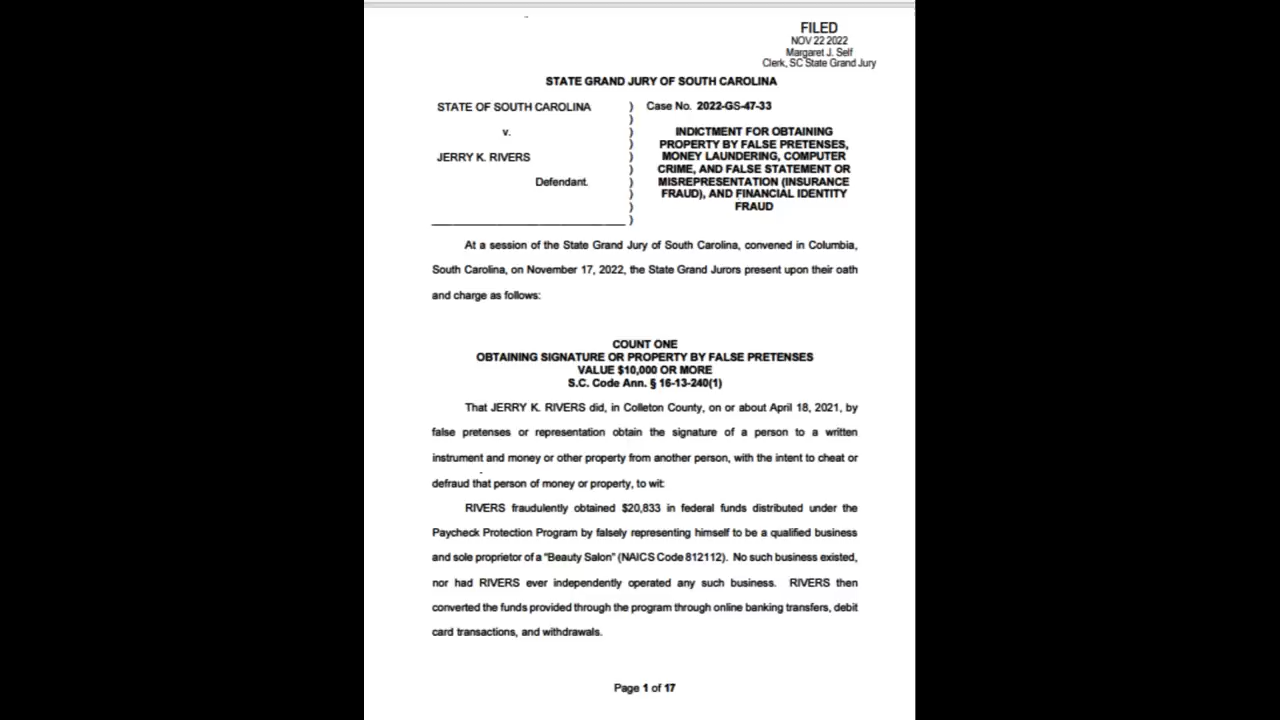 FILED
NOV 22 2022
Margaret J. Self
Clerk, SC State Grand Jury
STATE GRAND JURY OF SOUTH CAROLINA
STATE OF SOUTH CAROLINA ) Case No. 2022-GS-47-33
)
v. ) INDICTMENT FOR OBTAINING
) PROPERTY BY FALSE PRETENSES,
JERRY K. RIVERS ) MONEY LAUNDERING, COMPUTER
) CRIME, AND FALSE STATEMENT OR
Defendant. ) MISREPRESENTATION (INSURANCE
) FRAUD), AND FINANCIAL IDENTITY
) FRAUD
)
At a session of the State Grand Jury of South Carolina, convened in Columbia,
South Carolina, on November 17, 2022, the State Grand Jurors present upon their oath
and charge as follows:
COUNT ONE
OBTAINING SIGNATURE OR PROPERTY BY FALSE PRETENSES
VALUE $10,000 OR MORE
S.C. Code Ann. § 16-13-240(1)
That JERRY K. RIVERS did, in Colleton County, on or about April 18, 2021, by
false pretenses or representation obtain the signature of a person to a written
instrument and money or other property from another person, with the intent to cheat or
defraud that person of money or property, to wit:
RIVERS fraudulently obtained $20,833 in federal funds distributed under the
Paycheck Protection Program by falsely representing himself to be a qualified business
and sole proprietor of a "Beauty Salon" (NAICS Code 812112). No such business existed,
nor had RIVERS ever independently operated any such business. RIVERS then
converted the funds provided through the program through online banking transfers, debit
card transactions, and withdrawals.
Page 1 of 17